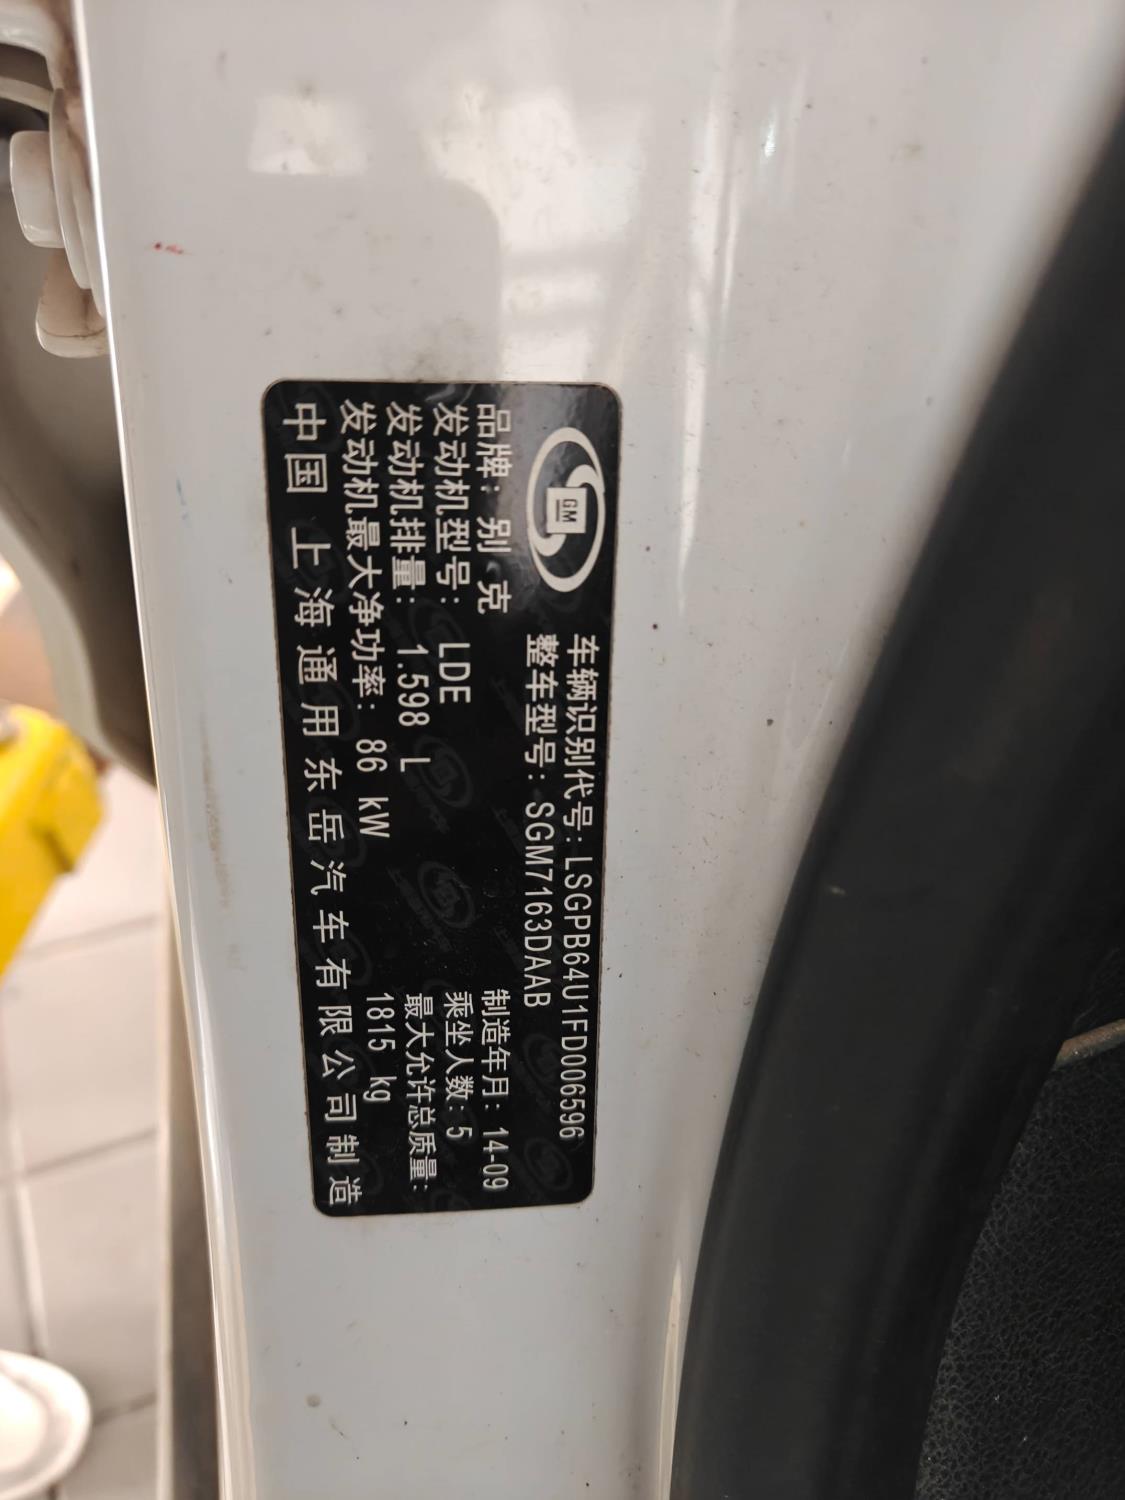 GM
车辆识别代号:LSGPB64U1FD006596
整车型号:SGM7163DAAB
品牌: 别 克
发动机型号: LDE
发动机排量: 1.598 L
发动机最大净功率: 86 kW
制造年月: 14-09
乘坐人数: 5
最大允许总质量:
1815 kg
中国 上海通用东岳汽车有限公司制造